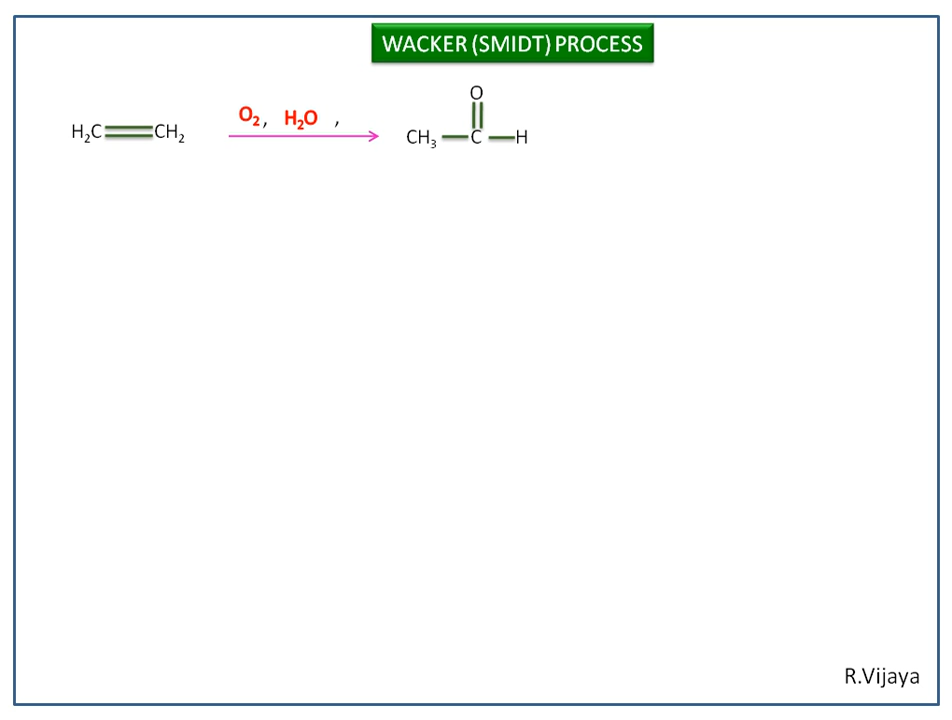 WACKER (SMIDT) PROCESS
O
H₂C CH₂ O₂, H₂O , CH₃ C H
R.Vijaya